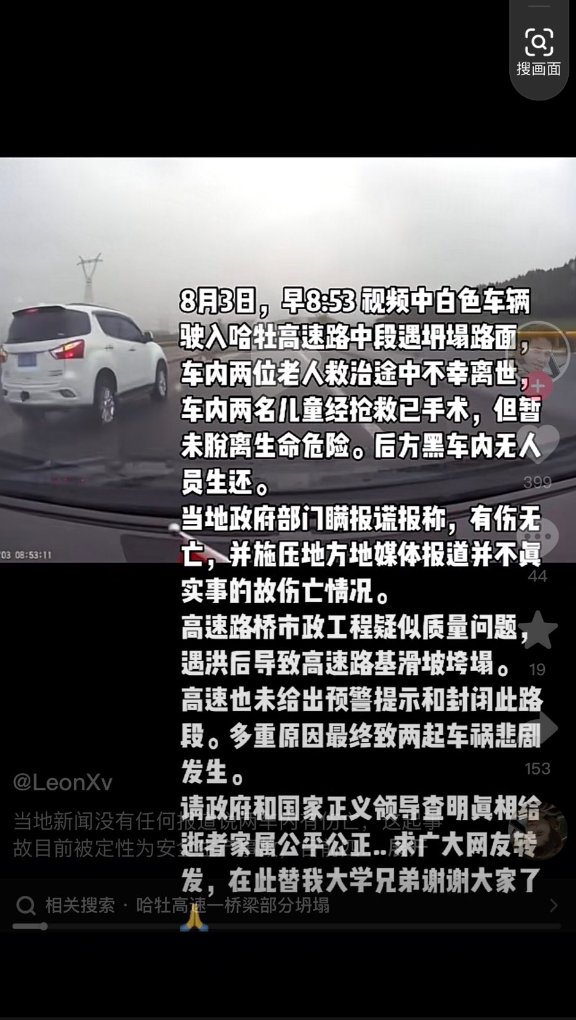 搜画面
8月3日，早8:53 视频中白色车辆
驶入哈牡高速路中段遇坍塌路面，
车内两位老人救治途中不幸离世，
车内两名儿童经抢救已手术，但暂
未脱离生命危险。后方黑车内无人
员生还。
399
当地政府部门瞒报谎报称，有伤无
亡，并施压地方地媒体报道并不真
实事的故伤亡情况。
/03 08:53:11
44
高速路桥市政工程疑似质量问题，
遇洪后导致高速路基滑坡垮塌。
19
高速也未给出预警提示和封闭此路
段。多重原因最终致两起车祸悲剧
发生。
153
@LeonXv
请政府和国家正义领导查明真相给
逝者家属公平公正...求广大网友转
发，在此替我大学兄弟谢谢大家了
🙏
当地新闻没有任何报道说两车内有伤亡，这起事
故目前被定性为安全
相关搜索 · 哈牡高速一桥梁部分坍塌